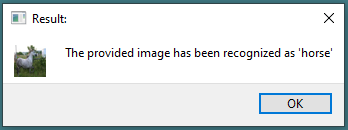 Result:
The provided image has been recognized as 'horse'
OK